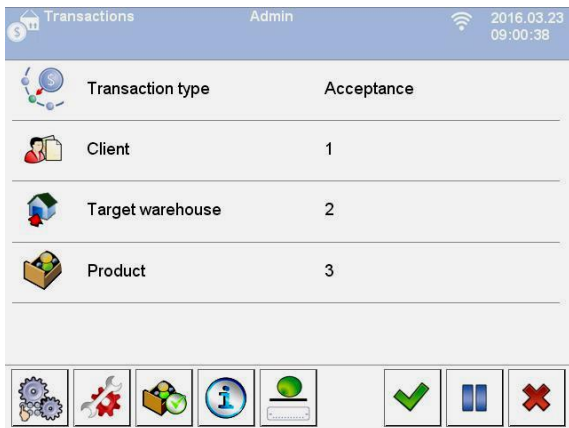 Transactions Admin 2016.03.23
09:00:38
Transaction type Acceptance
Client 1
Target warehouse 2
Product 3